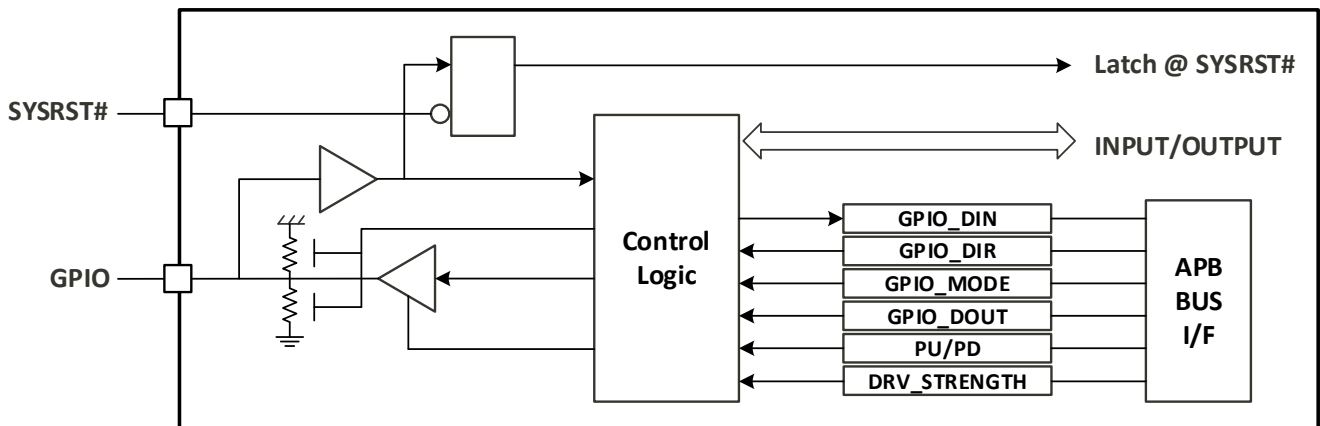 Latch @ SYSRST#
SYSRST#
INPUT/OUTPUT
GPIO_DIN
Control
Logic
GPIO_DIR
GPIO
APB
BUS
I/F
GPIO_MODE
GPIO_DOUT
PU/PD
DRV_STRENGTH